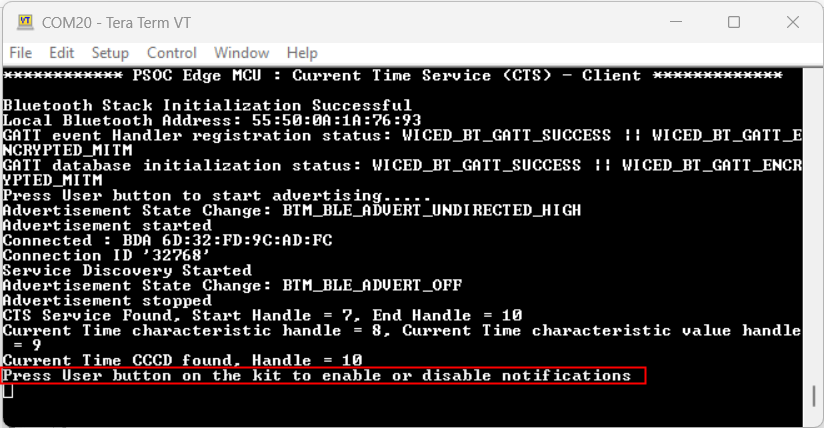 COM20 - Tera Term VT
File Edit Setup Control Window Help
************ PSOC Edge MCU : Current Time Service (CTS) - Client *************
Bluetooth Stack Initialization Successful
Local Bluetooth Address: 55:50:0A:1A:76:93
GATT event Handler registration status: WICED_BT_GATT_SUCCESS || WICED_BT_GATT_E
NCRYPTED_MITM
GATT database initialization status: WICED_BT_GATT_SUCCESS || WICED_BT_GATT_ENCR
YPTED_MITM
Press User button to start advertising.....
Advertisement State Change: BTM_BLE_ADVERT_UNDIRECTED_HIGH
Advertisement started
Connected : BDA 6D:32:FD:9C:AD:FC
Connection ID '32768'
Service Discovery Started
Advertisement State Change: BTM_BLE_ADVERT_OFF
Advertisement stopped
CTS Service Found, Start Handle = 7, End Handle = 10
Current Time characteristic handle = 8, Current Time characteristic value handle
= 9
Current Time CCCD found, Handle = 10
Press User button on the kit to enable or disable notifications